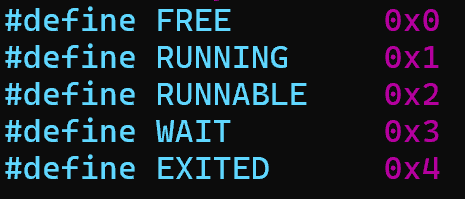 #define FREE        0x0
#define RUNNING     0x1
#define RUNNABLE    0x2
#define WAIT        0x3
#define EXITED      0x4